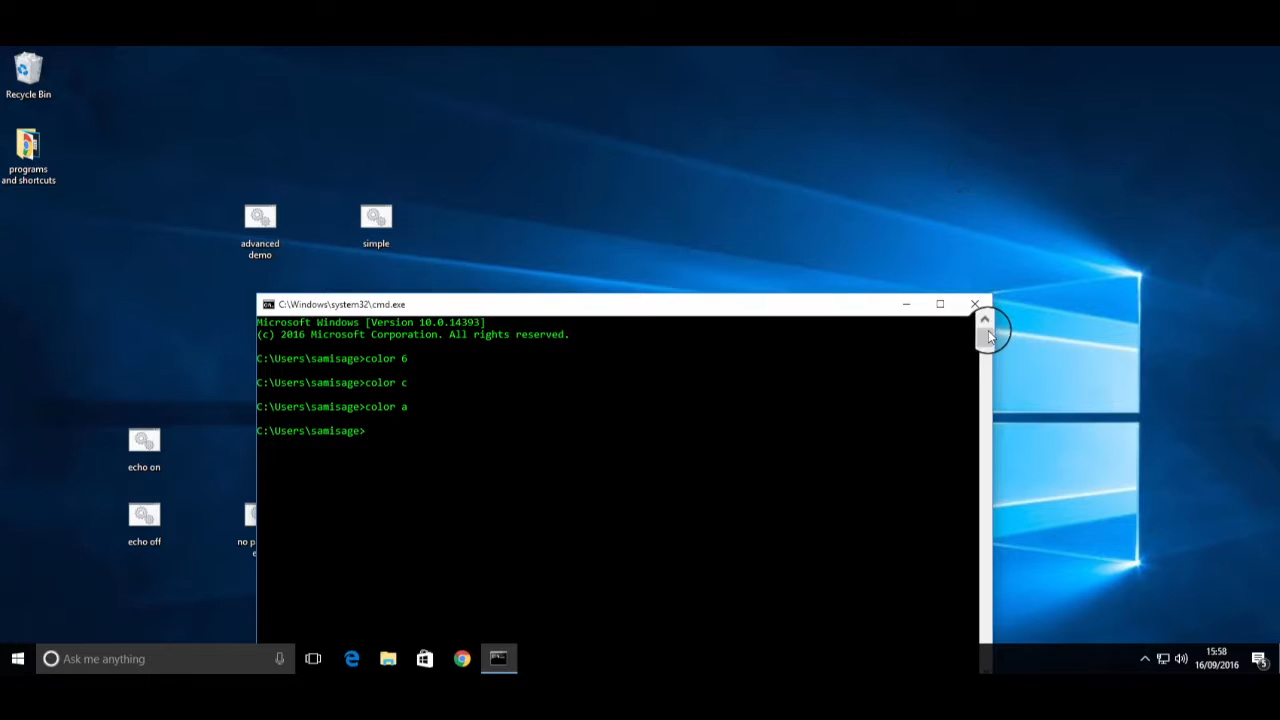 Recycle Bin
programs
and shortcuts
advanced
demo
simple
C:\Windows\system32\cmd.exe
Microsoft Windows [Version 10.0.14393]
(c) 2016 Microsoft Corporation. All rights reserved.
C:\Users\samisage>color 6
C:\Users\samisage>color c
C:\Users\samisage>color a
C:\Users\samisage>
echo on
echo off
no p
e
Ask me anything
15:58
16/09/2016
5